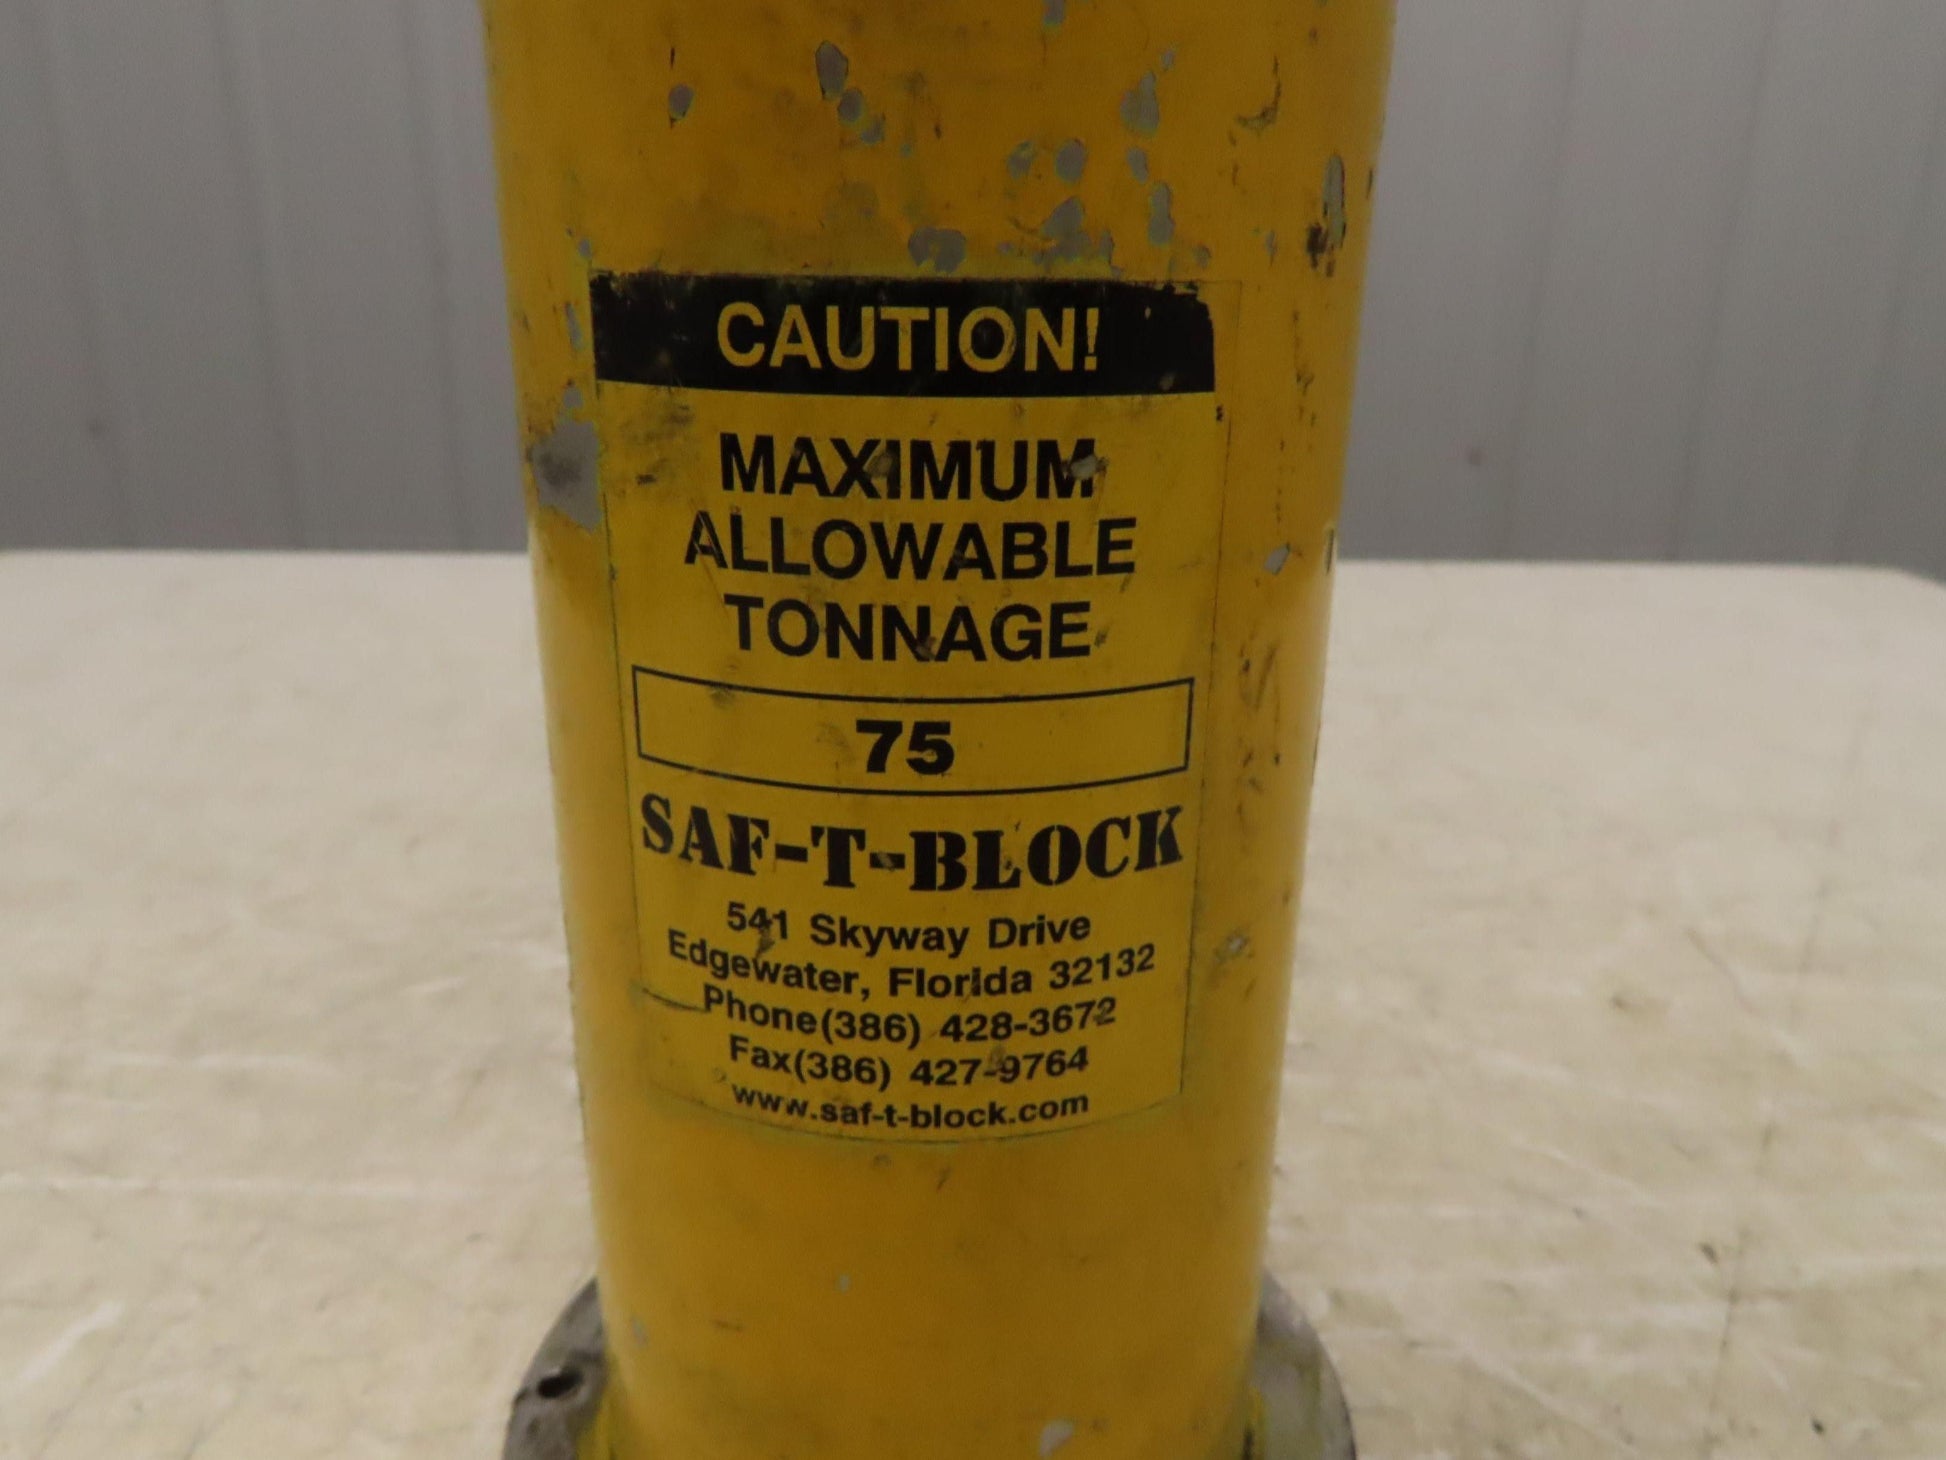 CAUTION!
MAXIMUM
ALLOWABLE
TONNAGE
75
SAF-T-BLOCK
541 Skyway Drive
Edgewater, Florida 32132
Phone(386) 428-3672
Fax(386) 427-9764
www.saf-t-block.com